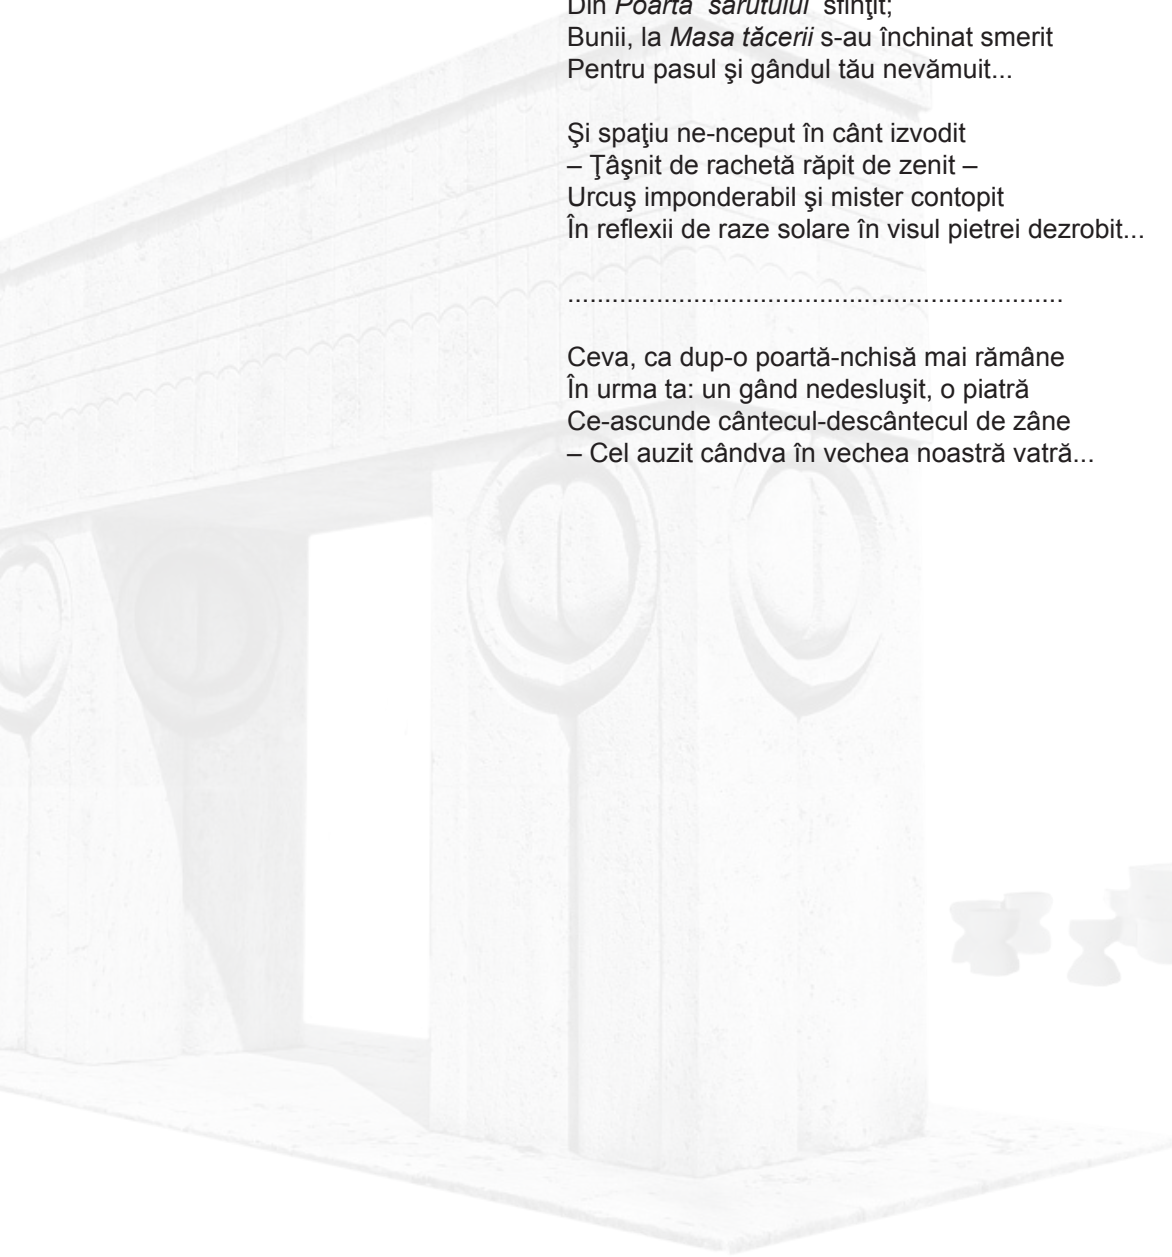 Din Poarta sărutului sfinţit;
Bunii, la Masa tăcerii s-au închinat smerit
Pentru pasul şi gândul tău nevămuit...
Şi spaţiu ne-nceput în cânt izvodit
– Ţâşnit de rachetă răpit de zenit –
Urcuş imponderabil şi mister contopit
În reflexii de raze solare în visul pietrei dezrobit...
..................................................................
Ceva, ca dup-o poartă-nchisă mai rămâne
În urma ta: un gând nedesluşit, o piatră
Ce-ascunde cântecul-descântecul de zâne
– Cel auzit cândva în vechea noastră vatră...